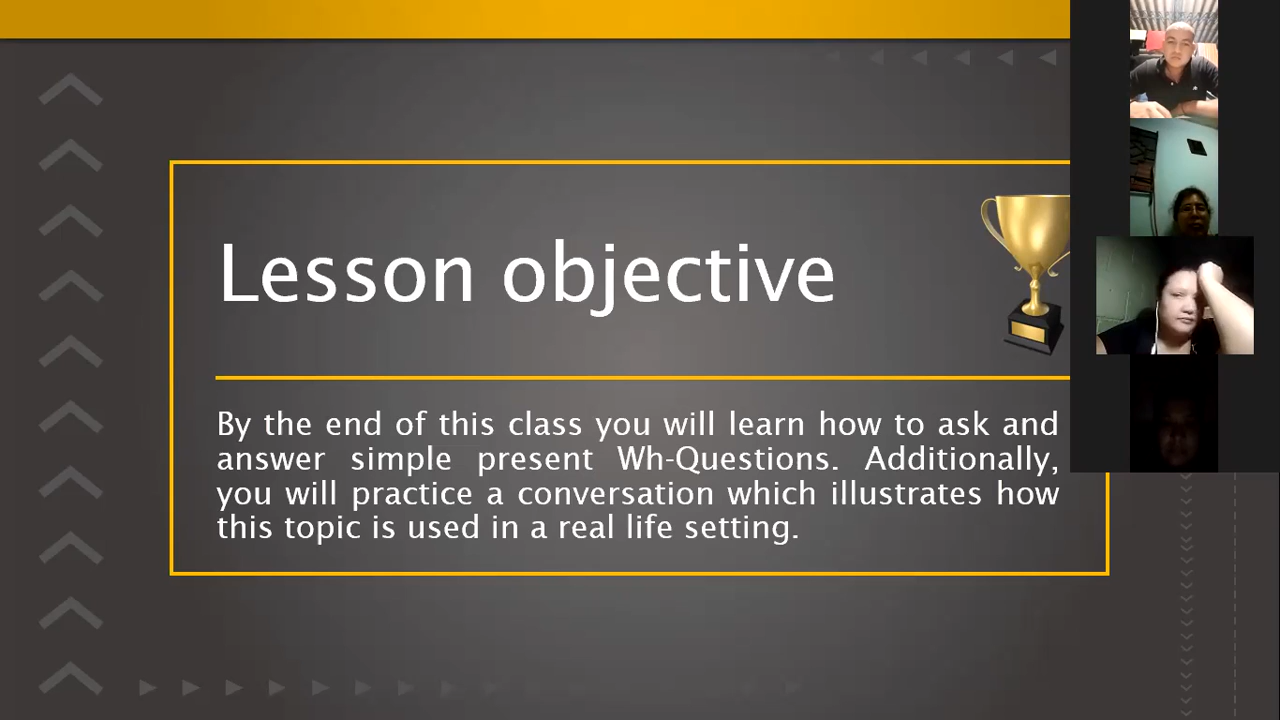 Lesson objective
By the end of this class you will learn how to ask and
answer simple present Wh-Questions. Additionally,
you will practice a conversation which illustrates how
this topic is used in a real life setting.